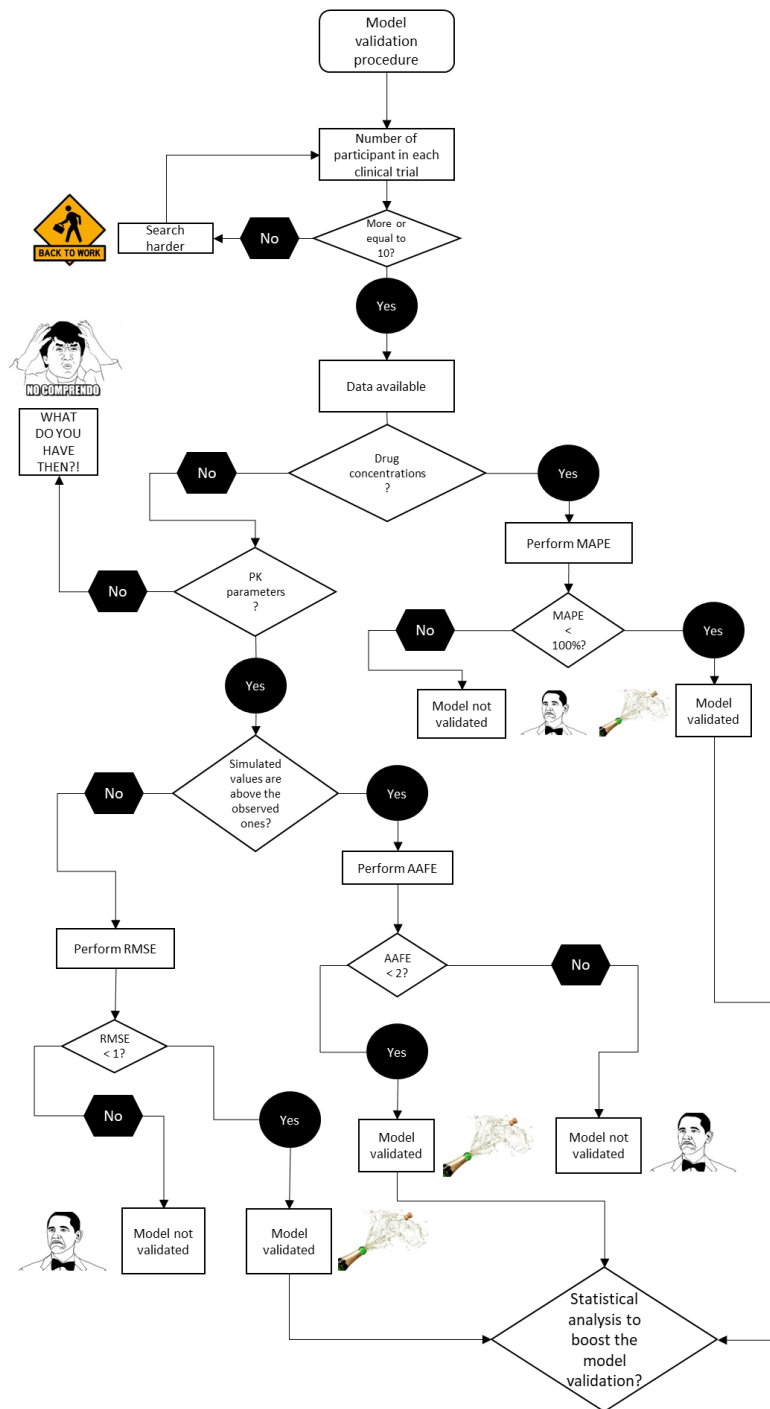 Model
validation
procedure
Number of
participant in each
clinical trial
More or
equal to
10?
No
Search
harder
BACK TO WORK
Yes
Data available
NO COMPRENDO
WHAT
DO YOU
HAVE
THEN?!
Drug
concentrations
?
No
Yes
Perform MAPE
PK
parameters
?
No
MAPE
<
100%?
No
Yes
Yes
Model not
validated
Model
validated
Simulated
values are
above the
observed
ones?
No
Yes
Perform AAFE
Perform RMSE
AAFE
< 2?
No
RMSE
< 1?
Yes
No
Yes
Model
validated
Model not
validated
Model not
validated
Model
validated
Statistical
analysis to
boost the
model
validation?